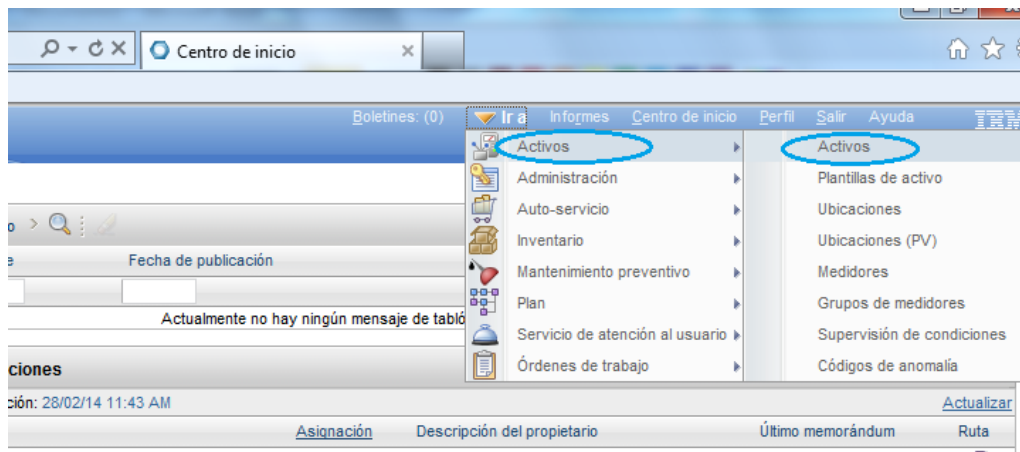 Centro de inicio
Boletines: (0) Ir a Informes Centro de inicio Perfil Salir Ayuda IBM
Activos
Administración
Auto-servicio
Inventario
Mantenimiento preventivo
Plan
Servicio de atención al usuario
Órdenes de trabajo
Activos
Plantillas de activo
Ubicaciones
Ubicaciones (PV)
Medidores
Grupos de medidores
Supervisión de condiciones
Códigos de anomalía
Fecha de publicación
Actualmente no hay ningún mensaje de tabló
ciones
ción: 28/02/14 11:43 AM Actualizar
Asignación Descripción del propietario Último memorándum Ruta